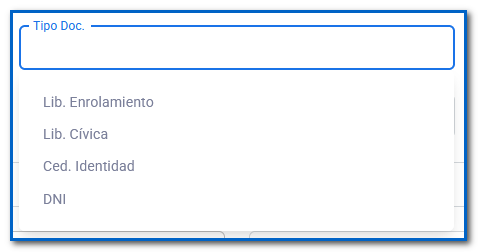 Tipo Doc.
Lib. Enrolamiento
Lib. Cívica
Ced. Identidad
DNI